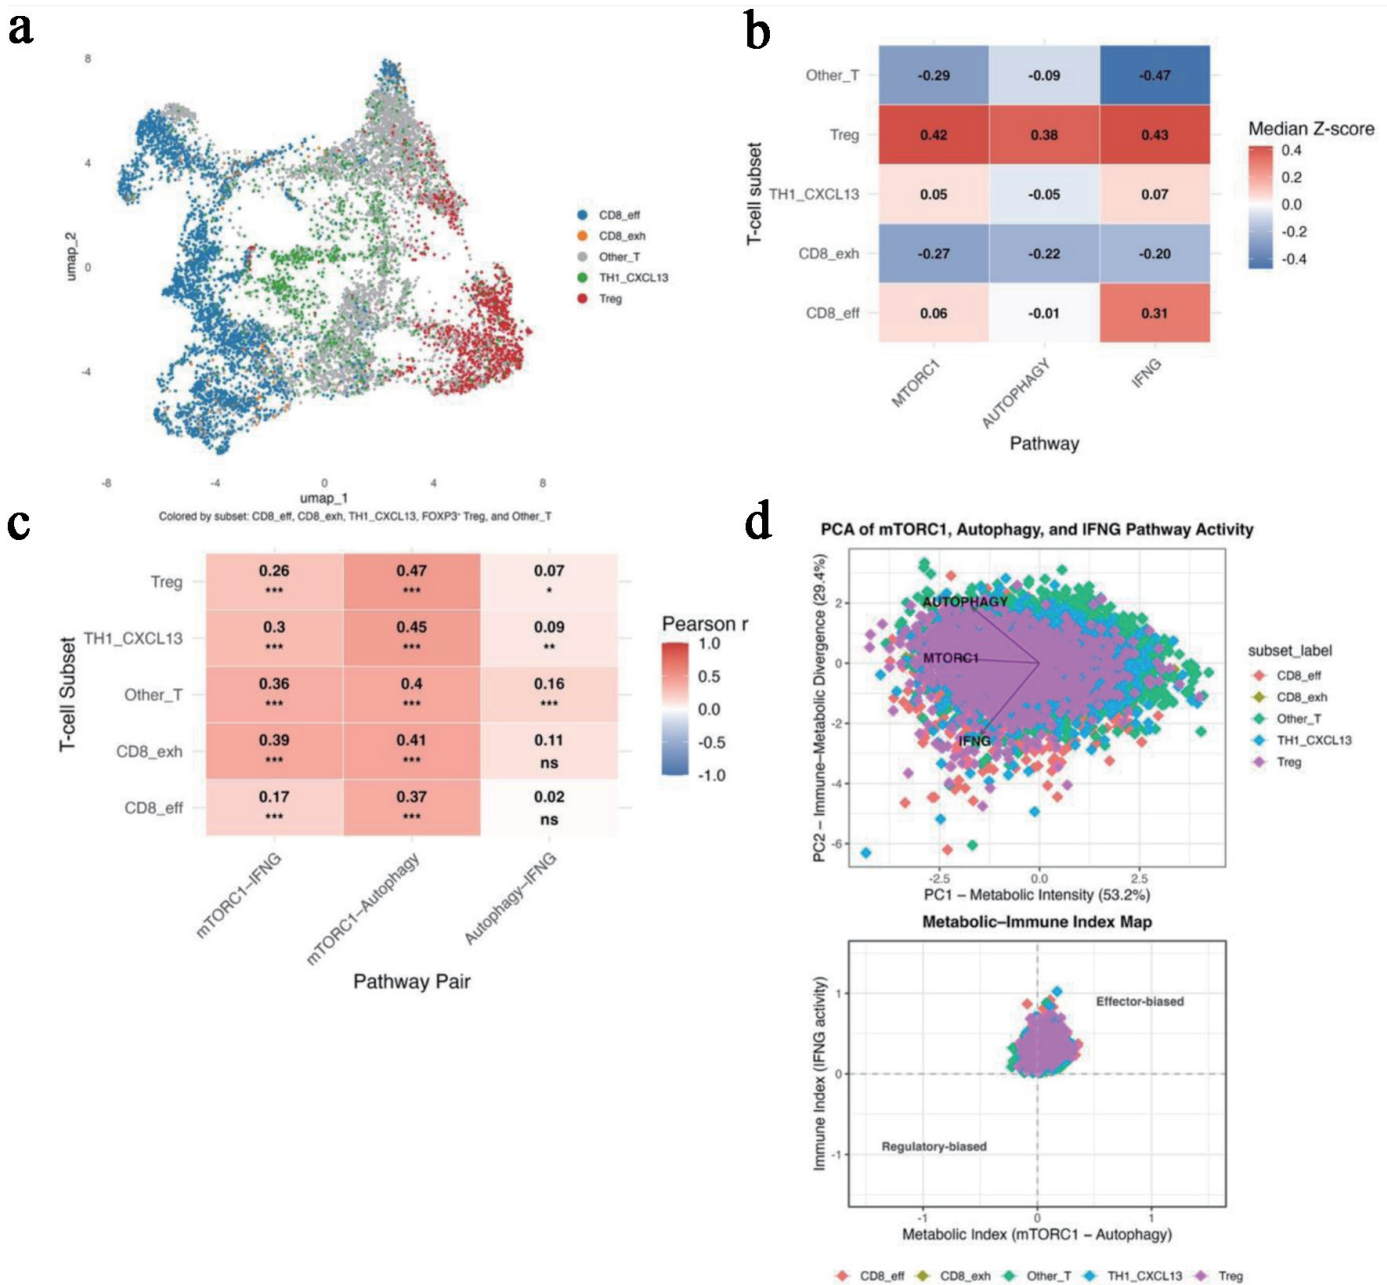 a
8
4
0
-4
umap_2
-8
-4
0
4
8
umap_1
CD8_eff
CD8_exh
Other_T
TH1_CXCL13
Treg
Colored by subset: CD8_eff, CD8_exh, TH1_CXCL13, FOXP3⁺ Treg, and Other_T
b
T-cell subset
Other_T -0.29 -0.09 -0.47
Treg 0.42 0.38 0.43
TH1_CXCL13 0.05 -0.05 0.07
CD8_exh -0.27 -0.22 -0.20
CD8_eff 0.06 -0.01 0.31
MTORC1 AUTOPHAGY IFNG
Pathway
Median Z-score
0.4
0.2
0.0
-0.2
-0.4
c
T-cell Subset
Treg 0.26 0.47 0.07
*** *** *
TH1_CXCL13 0.3 0.45 0.09
*** *** **
Other_T 0.36 0.4 0.16
*** *** ***
CD8_exh 0.39 0.41 0.11
*** *** ns
CD8_eff 0.17 0.37 0.02
*** *** ns
mTORC1–IFNG mTORC1–Autophagy Autophagy–IFNG
Pathway Pair
Pearson r
1.0
0.5
0.0
-0.5
-1.0
d
PCA of mTORC1, Autophagy, and IFNG Pathway Activity
PC2 – Immune–Metabolic Divergence (29.4%)
2
0
-2
-4
-6
AUTOPHAGY
MTORC1
IFNG
-2.5 0.0 2.5
PC1 – Metabolic Intensity (53.2%)
subset_label
CD8_eff
CD8_exh
Other_T
TH1_CXCL13
Treg
Metabolic–Immune Index Map
Immune Index (IFNG activity)
1
0
-1
Effector-biased
Regulatory-biased
-1 0 1
Metabolic Index (mTORC1 – Autophagy)
CD8_eff CD8_exh Other_T TH1_CXCL13 Treg